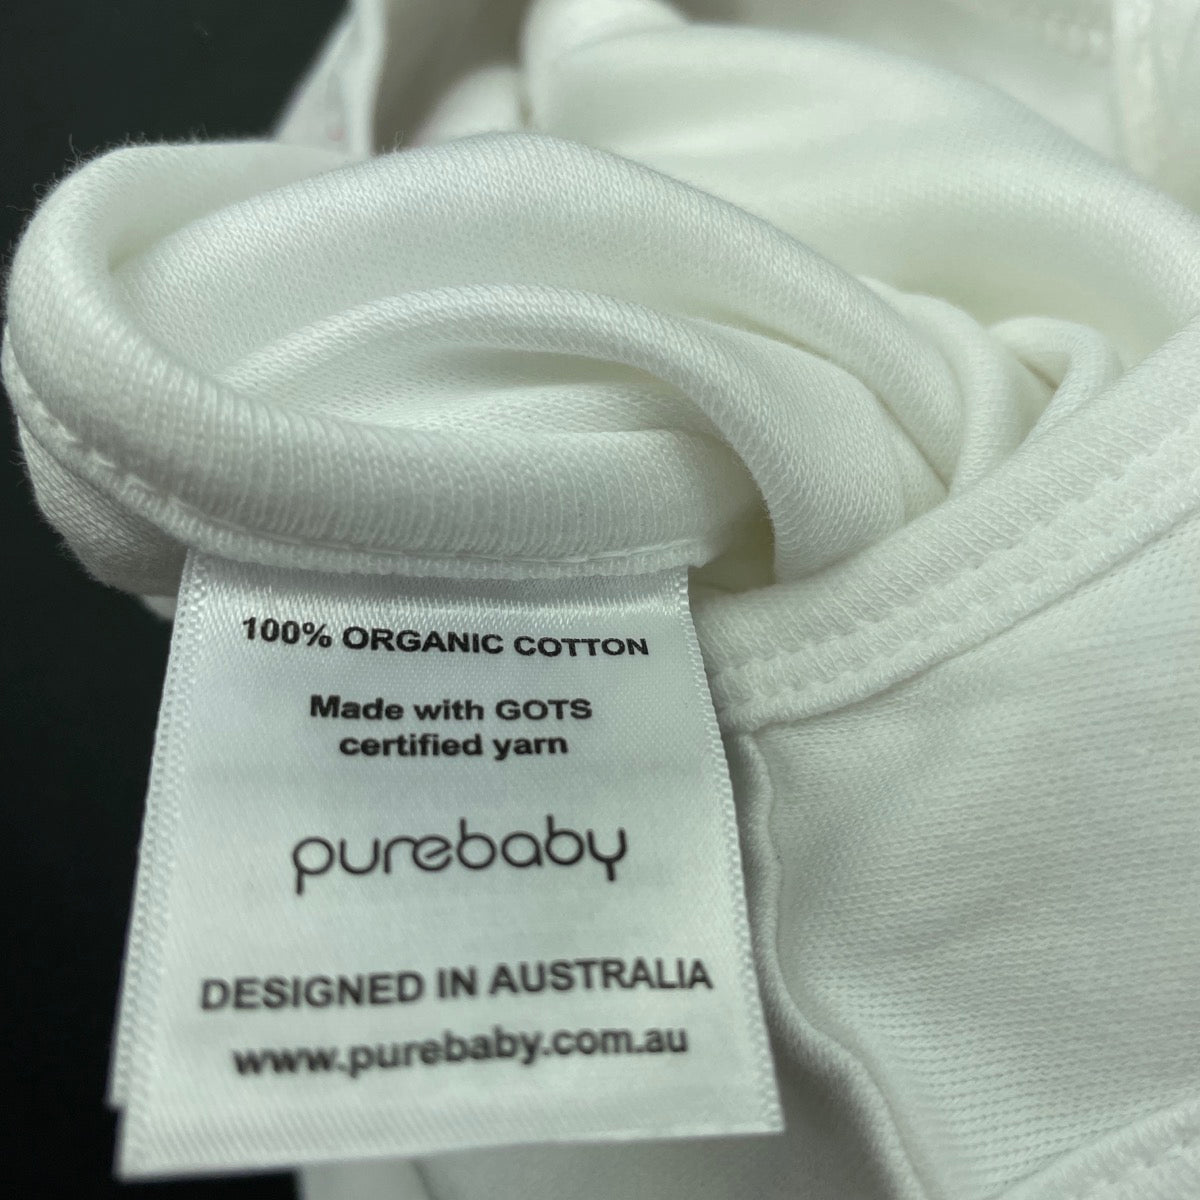 100% ORGANIC COTTON
Made with GOTS
certified yarn
purebaby
DESIGNED IN AUSTRALIA
www.purebaby.com.au